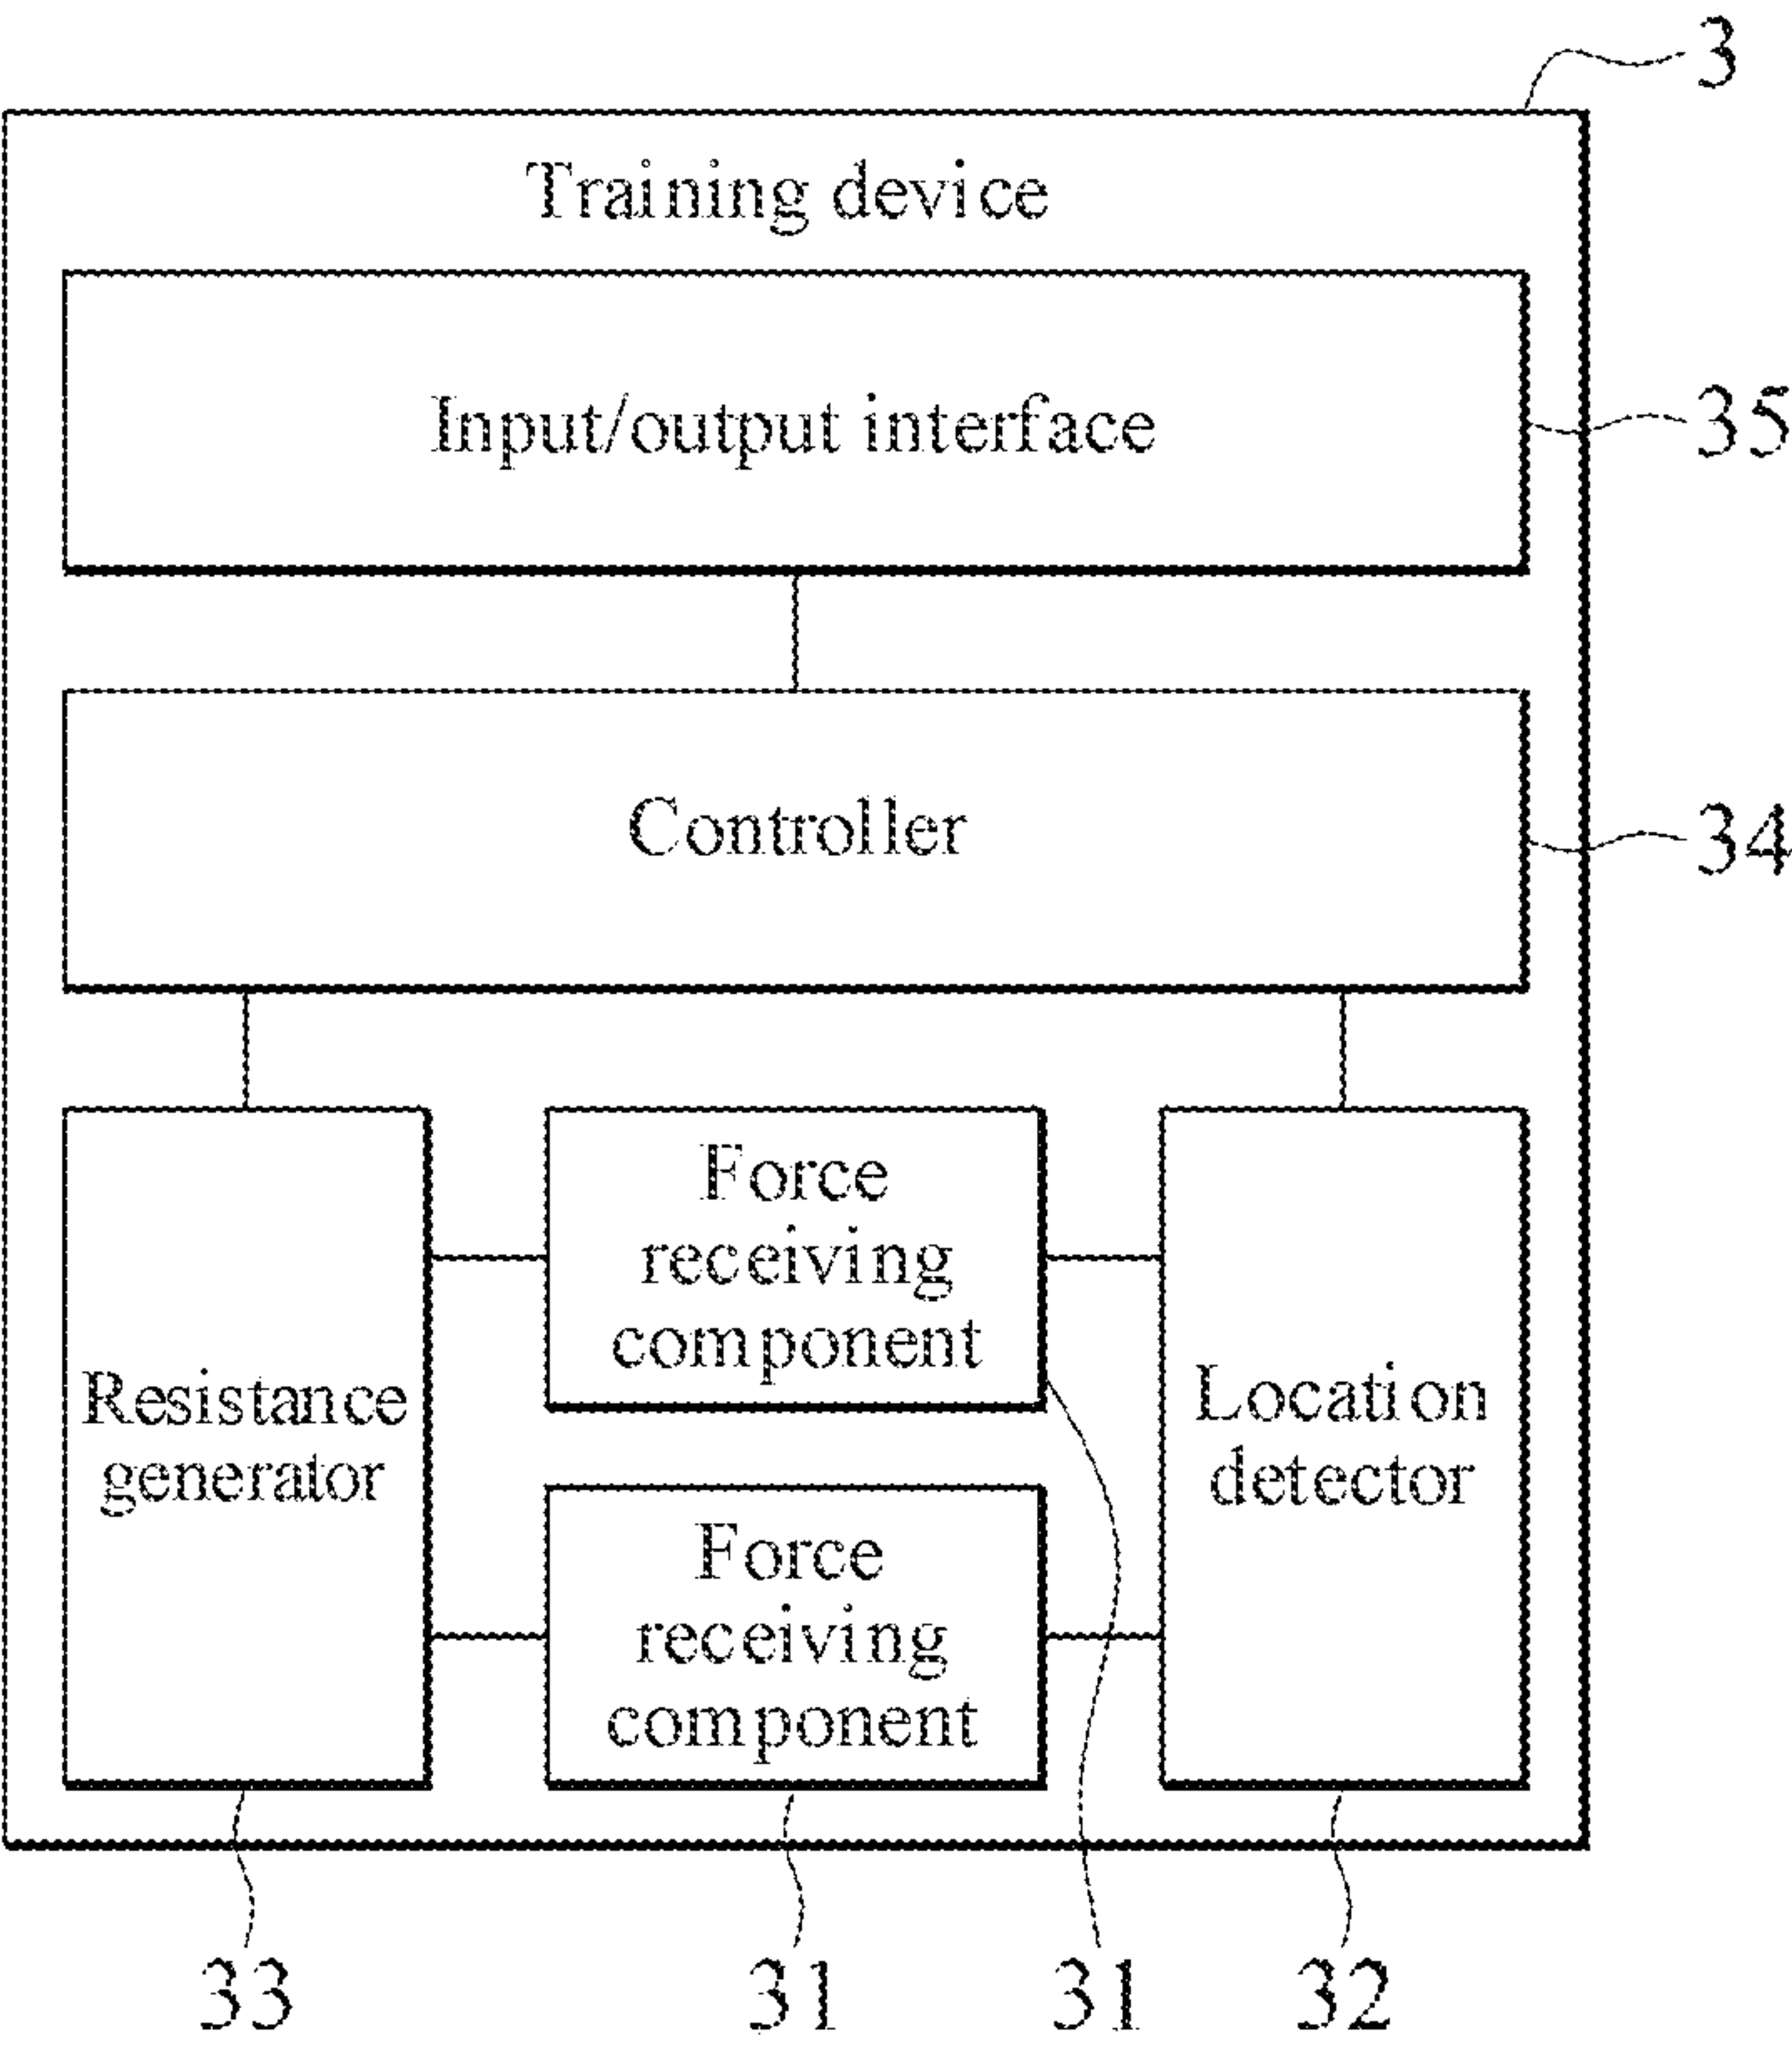 3
Training device
Input/output interface
35
Controller
34
Force
receiving
component
Resistance
generator
Location
detector
Force
receiving
component
33
31
31
32